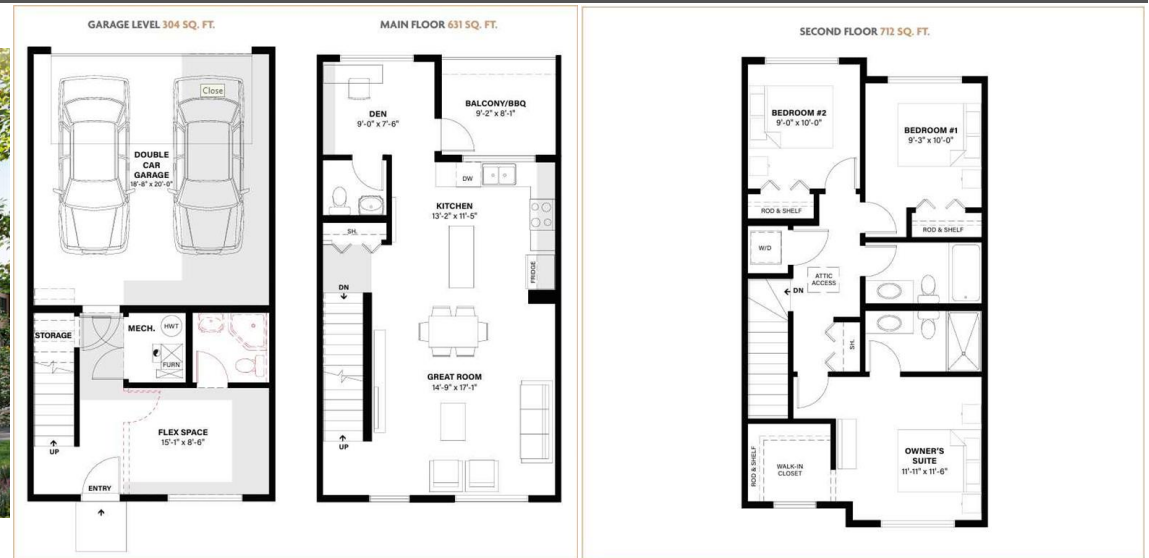 GARAGE LEVEL 304 SQ. FT.
Close
DOUBLE
CAR
GARAGE
18'-8" x 20'-0"
STORAGE
MECH.
HWT
FURN
FLEX SPACE
15'-1" x 8'-6"
UP
ENTRY
MAIN FLOOR 631 SQ. FT.
DEN
9'-0" x 7'-6"
BALCONY/BBQ
9'-2" x 8'-1"
DW
KITCHEN
13'-2" x 11'-5"
SH.
FRIDGE
DN
GREAT ROOM
14'-9" x 17'-1"
UP
SECOND FLOOR 712 SQ. FT.
BEDROOM #2
9'-0" x 10'-0"
BEDROOM #1
9'-3" x 10'-0"
ROD & SHELF
ROD & SHELF
W/D
ATTIC
ACCESS
DN
SH.
OWNER'S
SUITE
11'-11" x 11'-6"
ROD & SHELF
WALK-IN
CLOSET